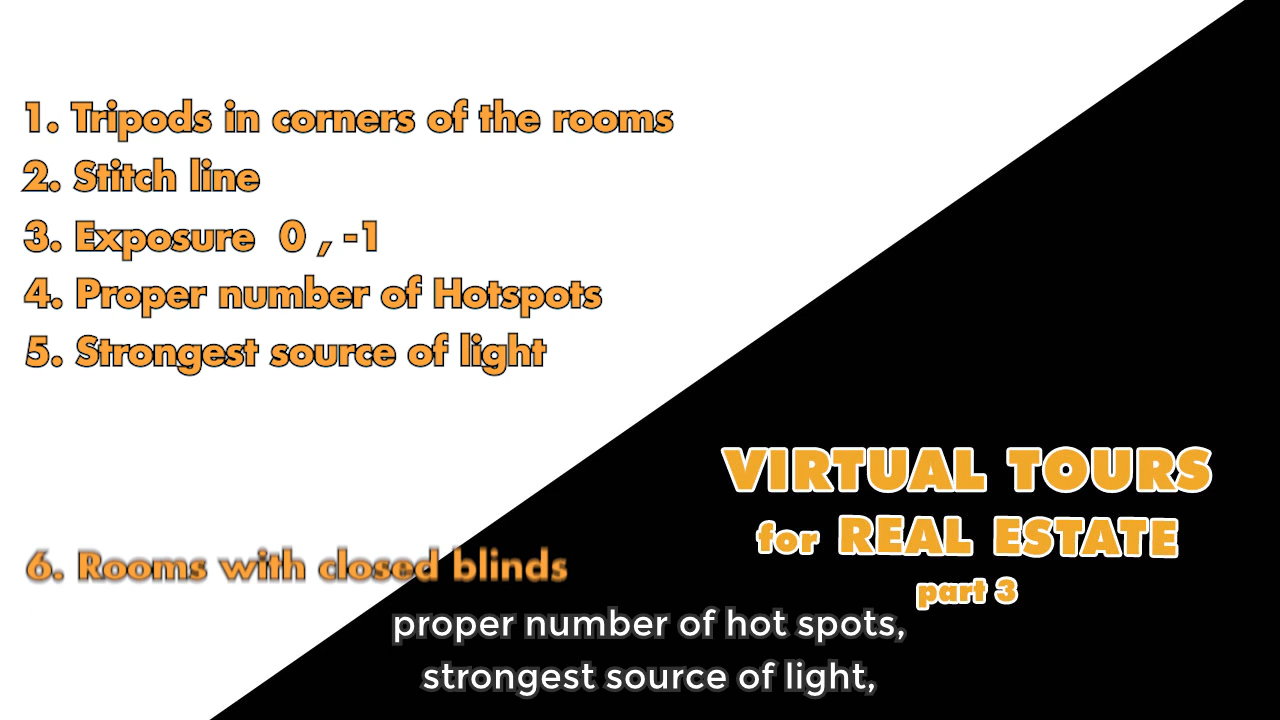 1. Tripods in corners of the rooms
2. Stitch line
3. Exposure 0 , -1
4. Proper number of Hotspots
5. Strongest source of light
6. Rooms with closed blinds
VIRTUAL TOURS
for REAL ESTATE
part 3
proper number of hot spots,
strongest source of light,